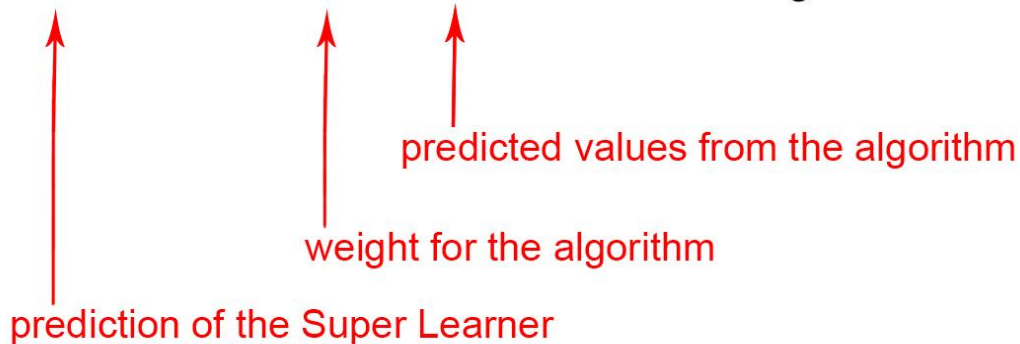 predicted values from the algorithm
weight for the algorithm
prediction of the Super Learner